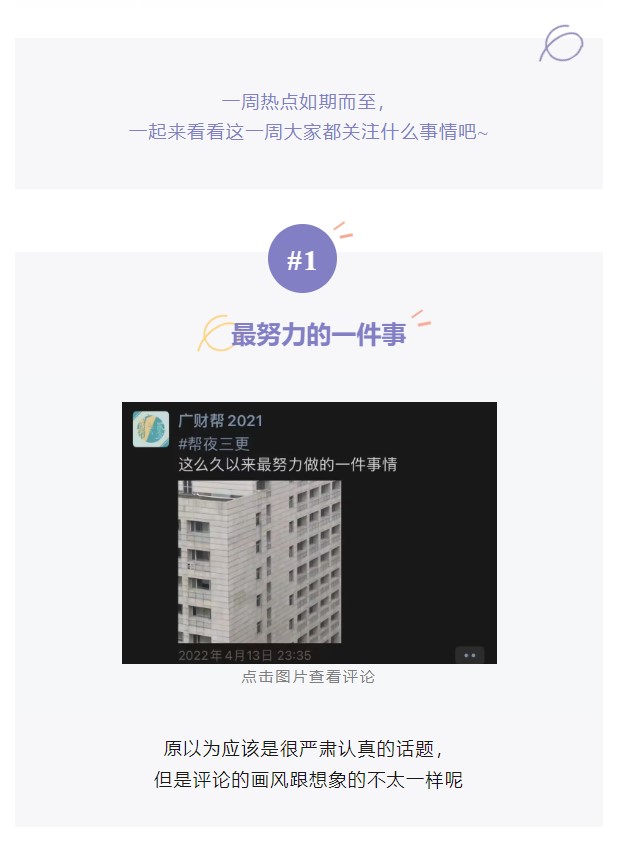 一周热点如期而至，
一起来看看这一周大家都关注什么事情吧~
#1
最努力的一件事
广财帮 2021
#帮夜三更
这么久以来最努力做的一件事情
2022年4月13日 23:35
点击图片查看评论
原以为应该是很严肃认真的话题，
但是评论的画风跟想象的不太一样呢